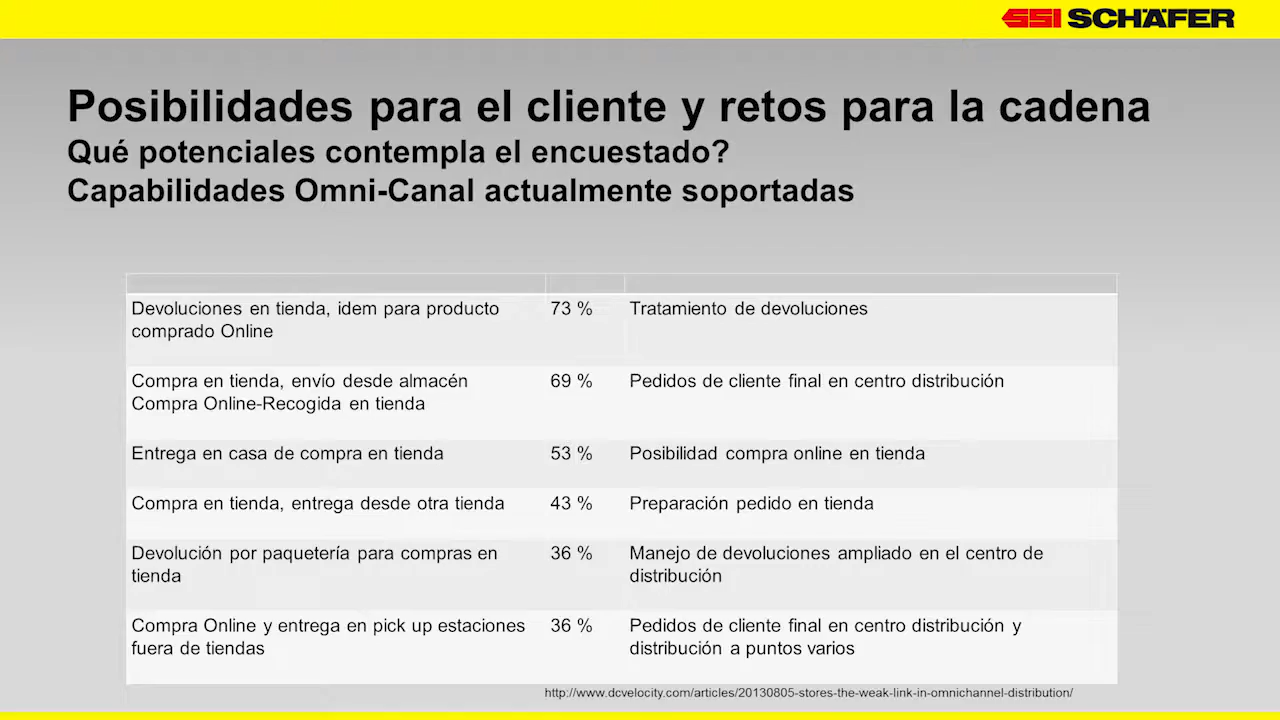 SSI SCHÄFER
Posibilidades para el cliente y retos para la cadena
Qué potenciales contempla el encuestado?
Capabilidades Omni-Canal actualmente soportadas
Devoluciones en tienda, idem para producto
comprado Online
73 %
Tratamiento de devoluciones
Compra en tienda, envío desde almacén
Compra Online-Recogida en tienda
69 %
Pedidos de cliente final en centro distribución
Entrega en casa de compra en tienda
53 %
Posibilidad compra online en tienda
Compra en tienda, entrega desde otra tienda
43 %
Preparación pedido en tienda
Devolución por paquetería para compras en
tienda
36 %
Manejo de devoluciones ampliado en el centro de
distribución
Compra Online y entrega en pick up estaciones
fuera de tiendas
36 %
Pedidos de cliente final en centro distribución y
distribución a puntos varios
http://www.dcvelocity.com/articles/20130805-stores-the-weak-link-in-omnichannel-distribution/